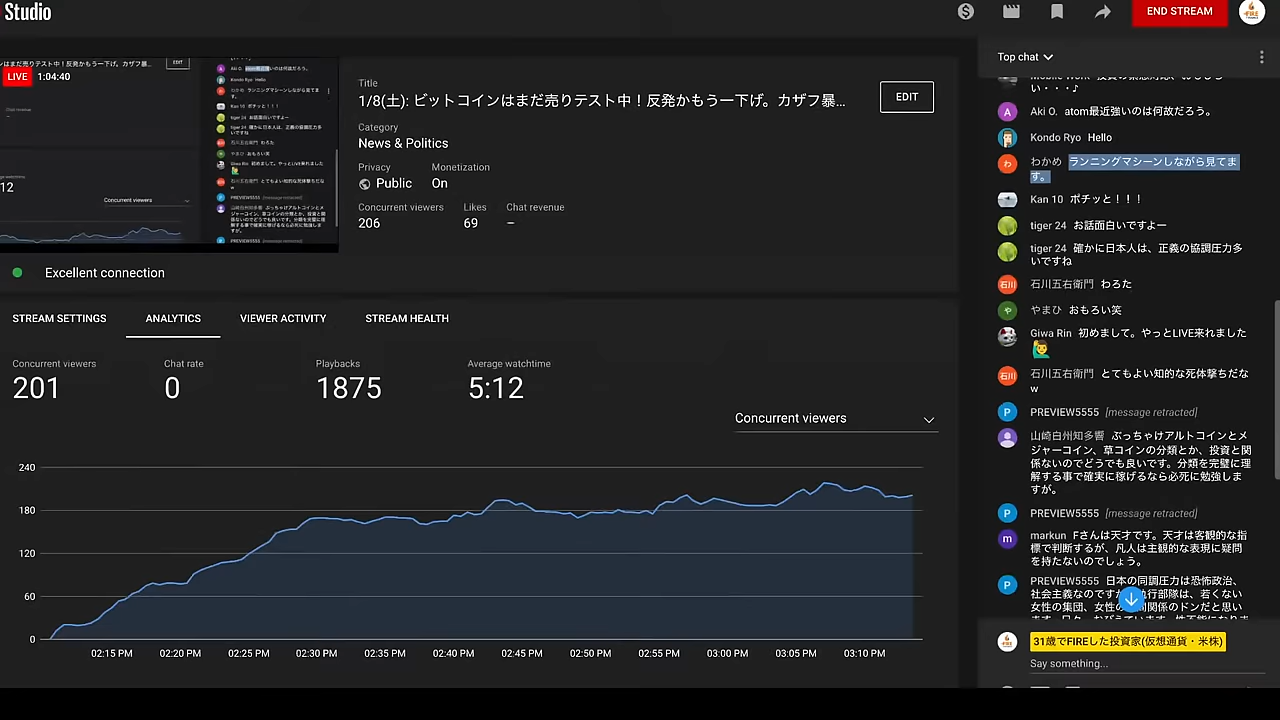 Studio
END STREAM
LIVE
1:04:40
EDIT
Title
1/8(土): ビットコインはまだ売りテスト中！反発かもう一下げ。カザフ暴...
EDIT
Category
News & Politics
Privacy
Monetization
Public
On
Concurrent viewers
Likes
Chat revenue
206
69
–
Excellent connection
STREAM SETTINGS
ANALYTICS
VIEWER ACTIVITY
STREAM HEALTH
Concurrent viewers
Chat rate
Playbacks
Average watchtime
201
0
1875
5:12
Concurrent viewers
240
180
120
60
0
02:15 PM
02:20 PM
02:25 PM
02:35 PM
02:40 PM
02:45 PM
02:50 PM
02:55 PM
03:00 PM
03:05 PM
03:10 PM
Top chat
い・・・♪
Aki O. atom最近強いのは何故だろう。
Kondo Ryo Hello
わかめ ランニングマシーンしながら見てま
す。
Kan 10 ポチッと！！！
tiger 24 お話面白いですよー
tiger 24 確かに日本人は、正義の協調圧力多
いですね
石川五右衛門 わろた
やまひ おもろい笑
Giwa Rin 初めまして。やっとLIVE来れました
石川五右衛門 とてもよい知的な死体撃ちだな
w
PREVIEW5555 [message retracted]
山崎白州知多響 ぶっちゃけアルトコインとメ
ジャーコイン、草コインの分類とか、投資と関
係ないのでどうでも良いです。分類を完璧に理
解する事で確実に稼げるなら必死に勉強しま
すが。
PREVIEW5555 [message retracted]
markun Fさんは天才です。天才は客観的な指
標で判断するが、凡人は主観的な表現に疑問
を持たないのでしょう。
PREVIEW5555 日本の同調圧力は恐怖政治、
社会主義なのです
行部隊は、若くない
女性の集団、女性
関係のドンだと思い
31歳でFIREした投資家(仮想通貨・米株)
Say something...